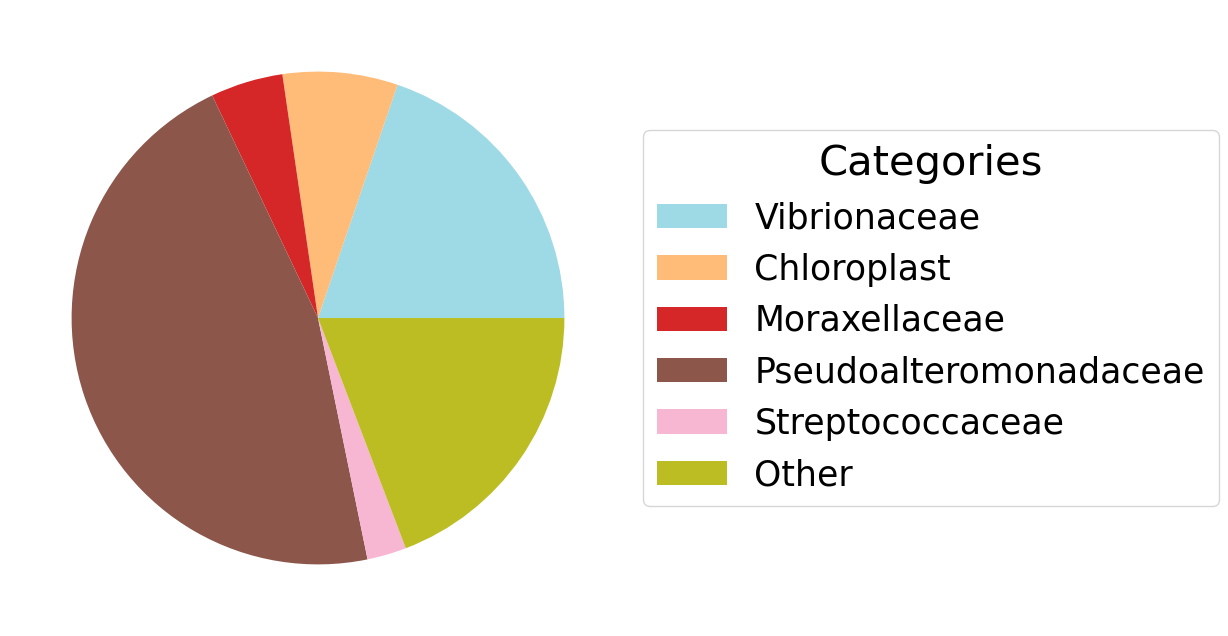 Categories
Vibrionaceae
Chloroplast
Moraxellaceae
Pseudoalteromonadaceae
Streptococcaceae
Other